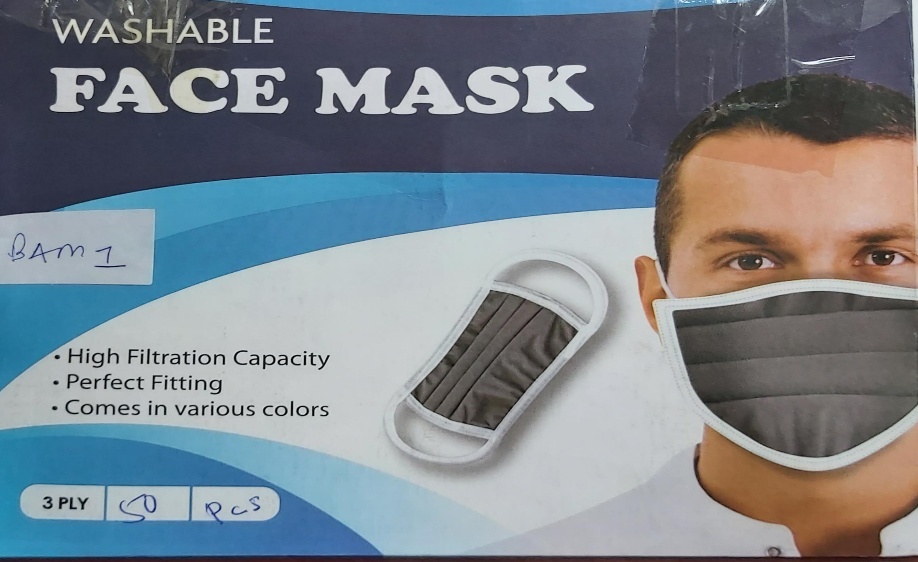 WASHABLE
FACE MASK
BAM 1
• High Filtration Capacity
• Perfect Fitting
• Comes in various colors
3 PLY 50 Pcs